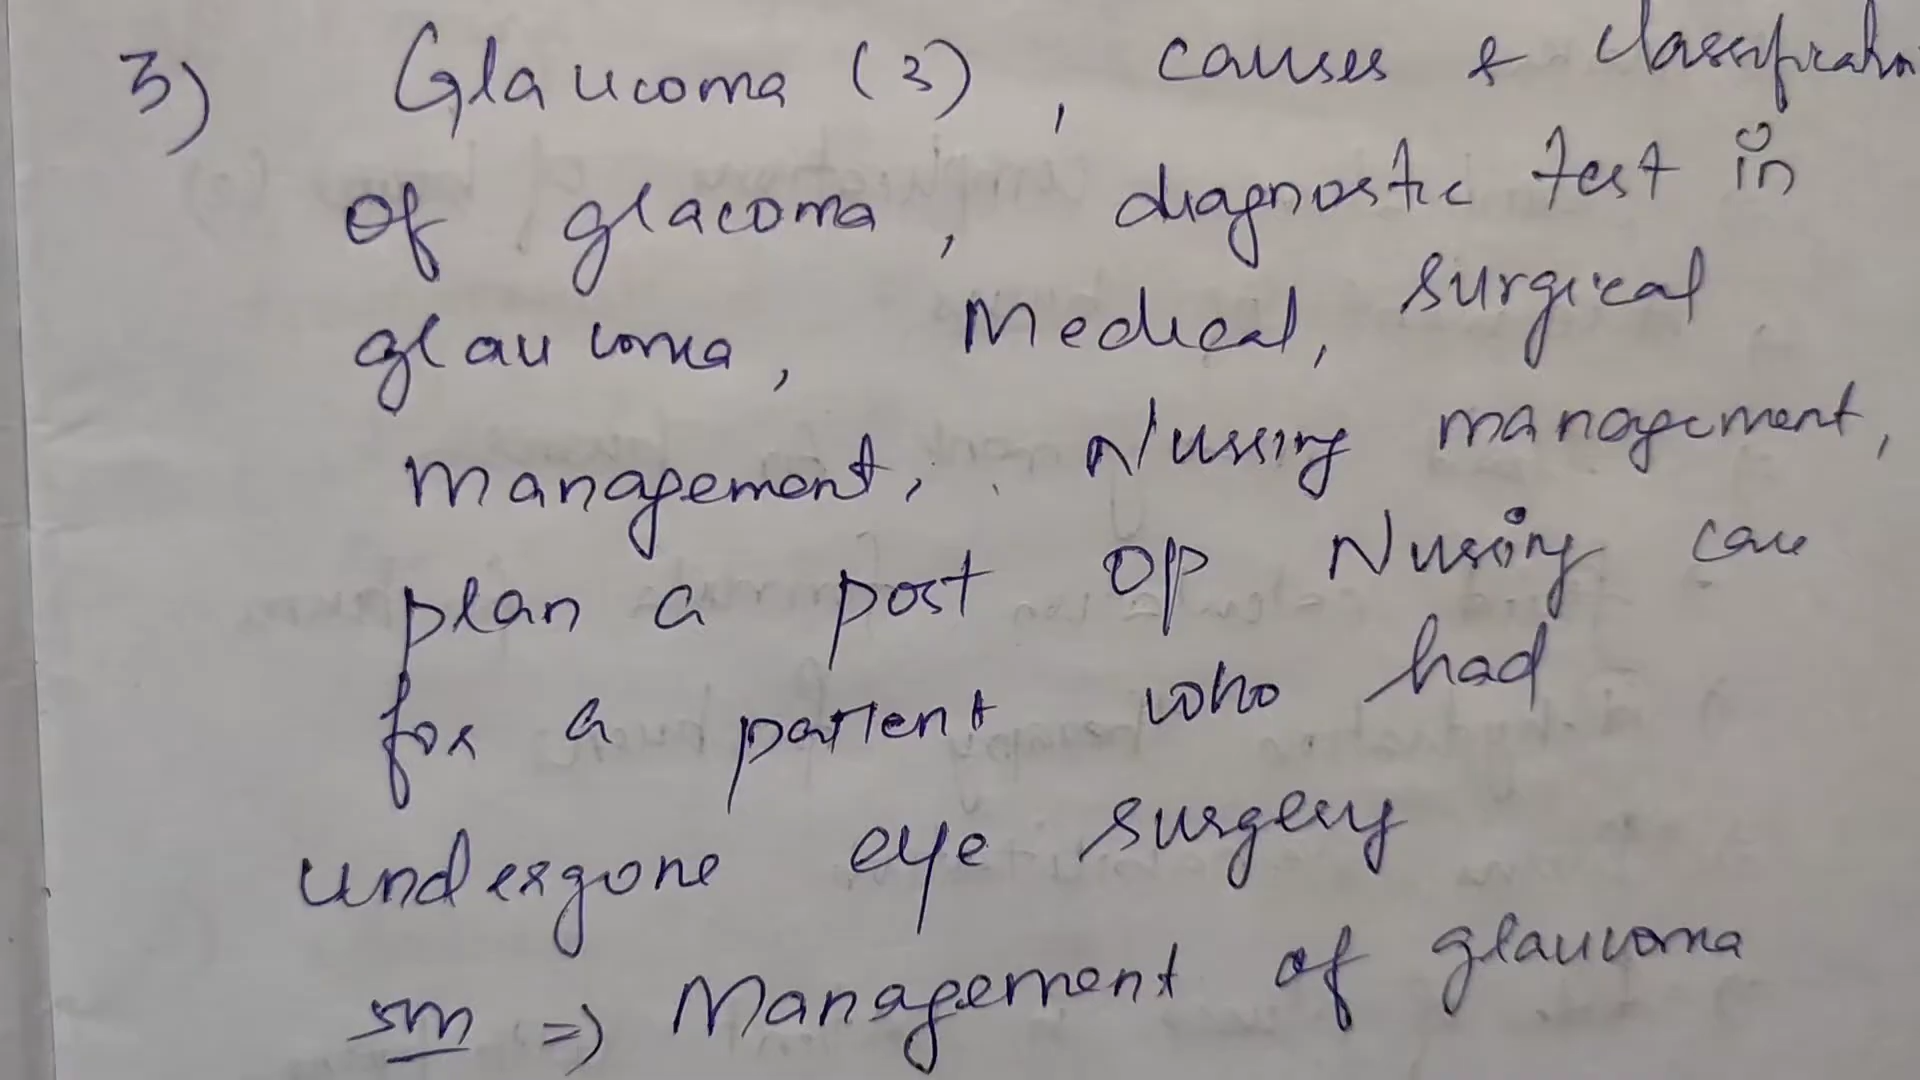 3) Glaucoma (3), causes & classification
of glacoma, diagnostic test in
glaucoma, Medical, surgical
management, Nursing management,
plan a post op Nursing care
for a patient who had
undergone eye surgery
5m => Management of glaucoma